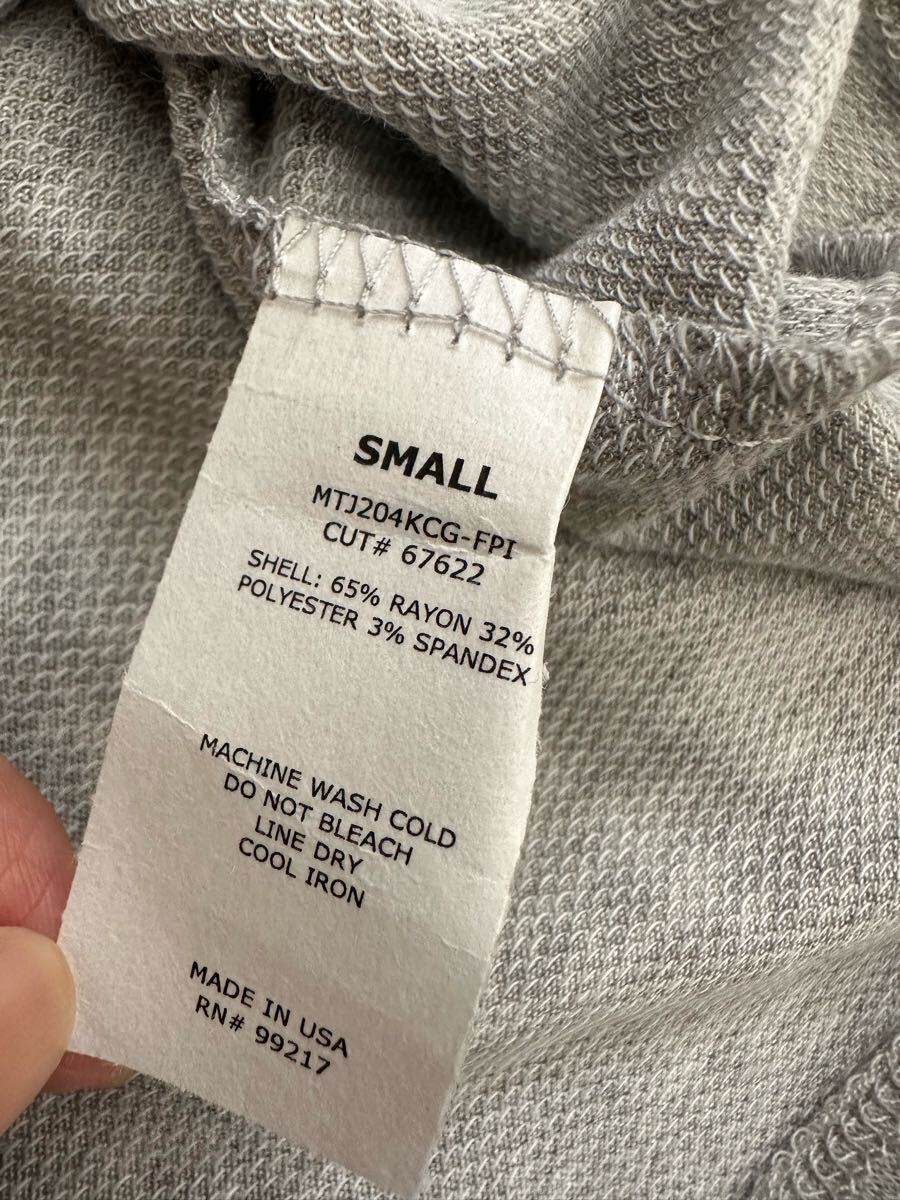 SMALL
MTJ204KCG-FPI
CUT# 67622
SHELL: 65% RAYON 32%
POLYESTER 3% SPANDEX
MACHINE WASH COLD
DO NOT BLEACH
LINE DRY
COOL IRON
MADE IN USA
RN# 99217